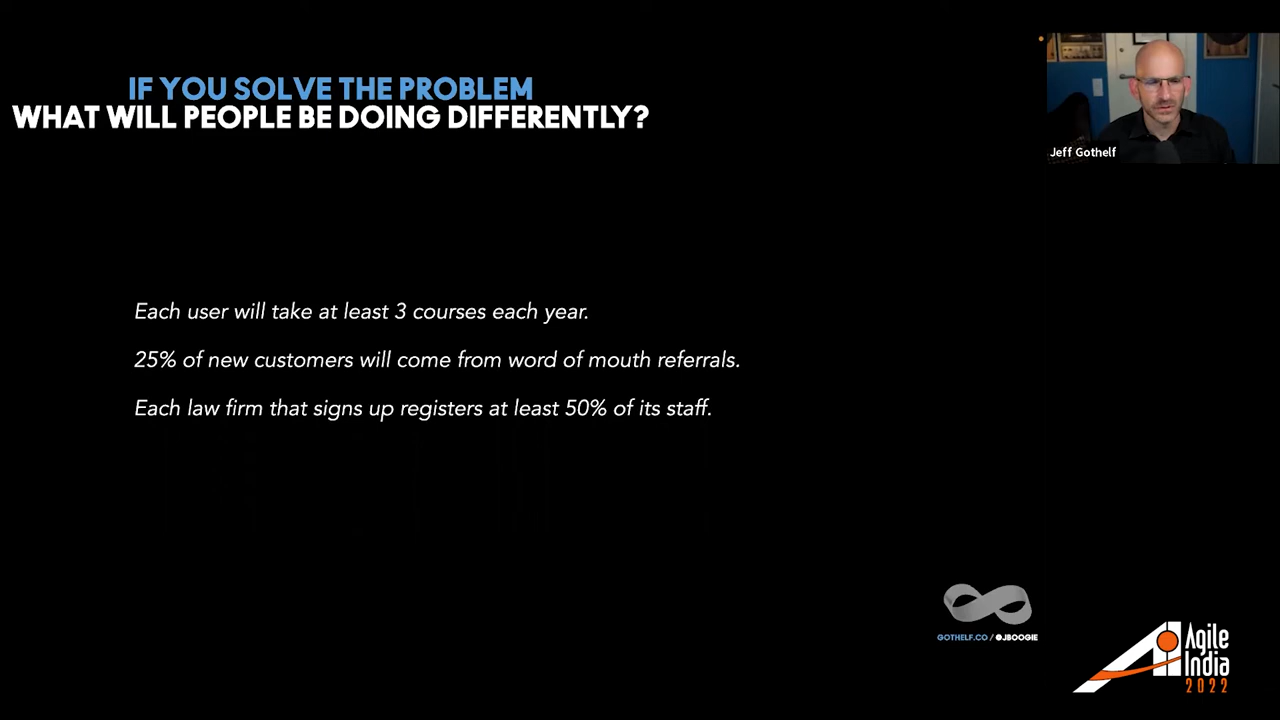 IF YOU SOLVE THE PROBLEM
WHAT WILL PEOPLE BE DOING DIFFERENTLY?
Jeff Gothelf
Each user will take at least 3 courses each year.
25% of new customers will come from word of mouth referrals.
Each law firm that signs up registers at least 50% of its staff.
GOTHELF.CO / @JBOOGIE
Agile
India
2022